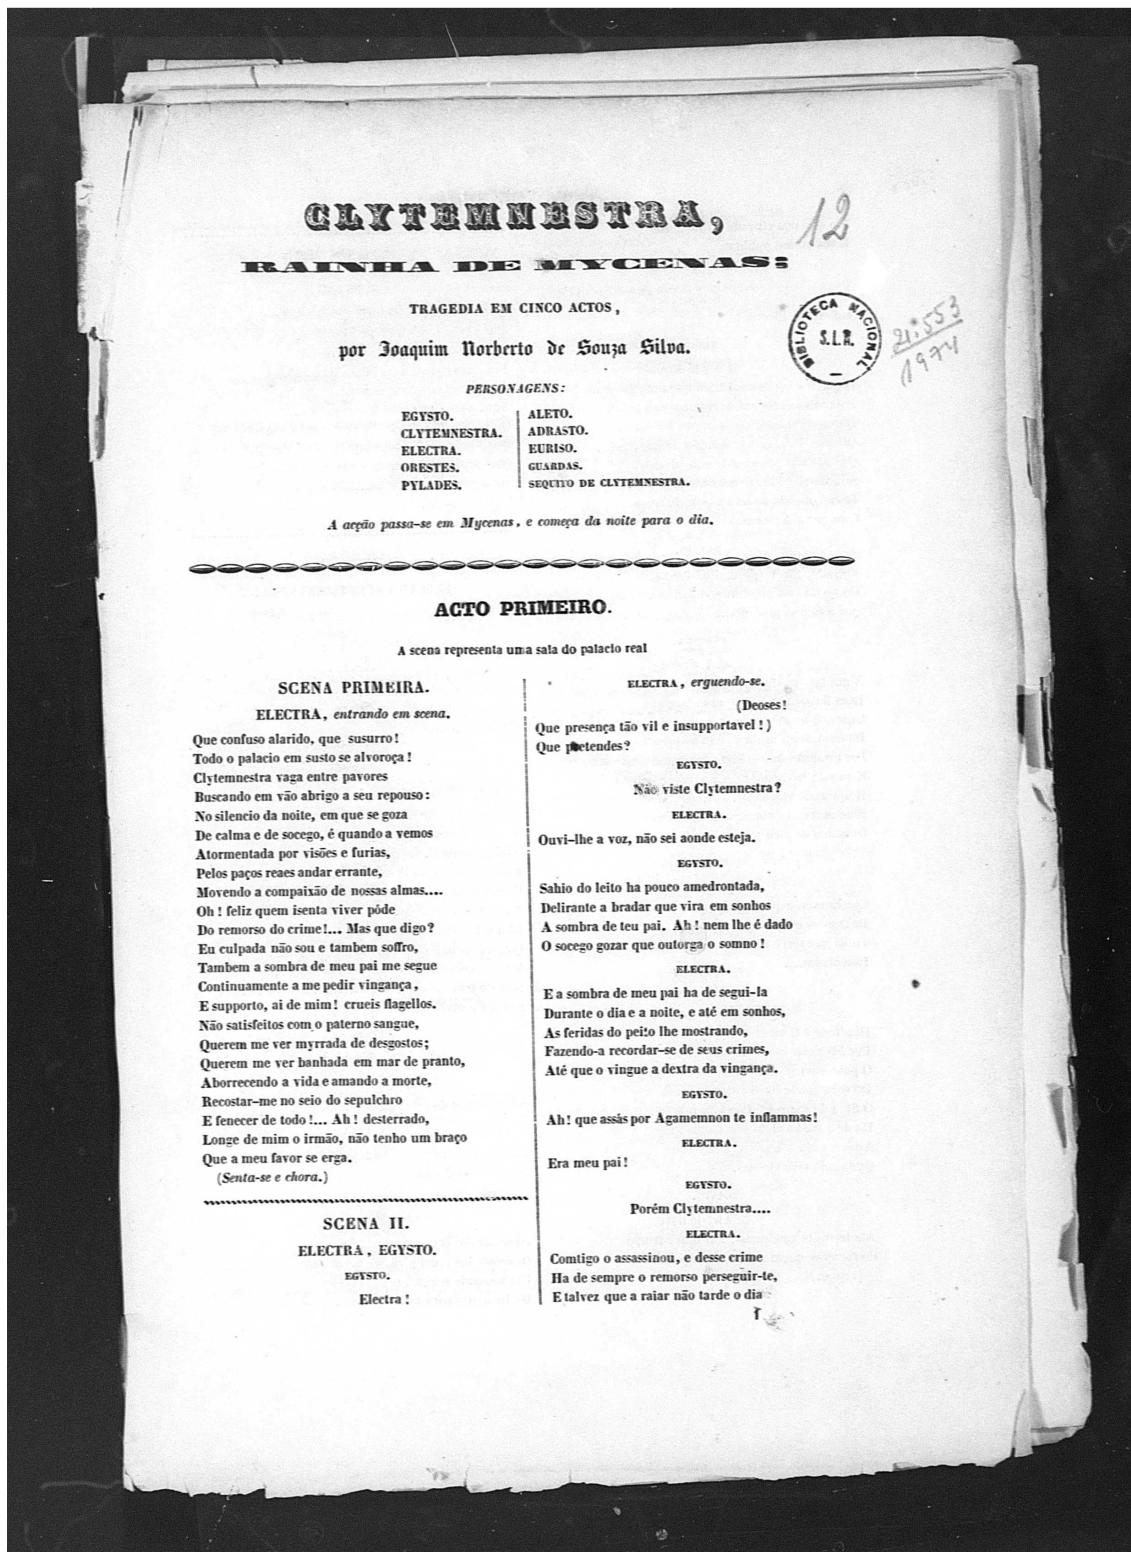 CLYTEMNESTRA,
RAINHA DE MYCENAS:
TRAGEDIA EM CINCO ACTOS,
por Joaquim Norberto de Souza Silva.
12
BIBLIOTECA NACIONAL
S.L.R.
21.553
1974
PERSONAGENS:
EGYSTO.
CLYTEMNESTRA.
ELECTRA.
ORESTES.
PYLADES.
ALETO.
ADRASTO.
EURISO.
GUARDAS.
SEQUITO DE CLYTEMNESTRA.
A acção passa-se em Mycenas, e começa da noite para o dia.
ACTO PRIMEIRO.
A scena representa uma sala do palacio real
SCENA PRIMEIRA.
ELECTRA, entrando em scena.
Que confuso alarido, que susurro!
Todo o palacio em susto se alvoroça!
Clytemnestra vaga entre pavores
Buscando em vão abrigo a seu repouso:
No silencio da noite, em que se goza
De calma e de socego, é quando a vemos
Atormentada por visões e furias,
Pelos paços reaes andar errante,
Movendo a compaixão de nossas almas....
Oh! feliz quem isenta viver póde
Do remorso do crime!... Mas que digo?
Eu culpada não sou e tambem soffro,
Tambem a sombra de meu pai me segue
Continuamente a me pedir vingança,
E supporto, ai de mim! crueis flagellos.
Não satisfeitos com o paterno sangue,
Querem me ver myrrada de desgostos;
Querem me ver banhada em mar de pranto,
Aborrecendo a vida e amando a morte,
Recostar-me no seio do sepulchro
E fenecer de todo!... Ah! desterrado,
Longe de mim o irmão, não tenho um braço
Que a meu favor se erga.
(Senta-se e chora.)
SCENA II.
ELECTRA, EGYSTO.
EGYSTO.
Electra!
ELECTRA, erguendo-se.
(Deoses!
Que presença tão vil e insupportavel!)
Que pretendes?
EGYSTO.
Não viste Clytemnestra?
ELECTRA.
Ouvi-lhe a voz, não sei aonde esteja.
EGYSTO.
Sahio do leito ha pouco amedrontada,
Delirante a bradar que vira em sonhos
A sombra de teu pai. Ah! nem lhe é dado
O socego gozar que outorga o somno!
ELECTRA.
E a sombra de meu pai ha de segui-la
Durante o dia e a noite, e até em sonhos,
As feridas do peito lhe mostrando,
Fazendo-a recordar-se de seus crimes,
Até que o vingue a dextra da vingança.
EGYSTO.
Ah! que assás por Agamemnon te inflammas!
ELECTRA.
Era meu pai!
EGYSTO.
Porém Clytemnestra....
ELECTRA.
Comtigo o assassinou, e desse crime
Ha de sempre o remorso perseguir-te,
E talvez que a raiar não tarde o dia
1